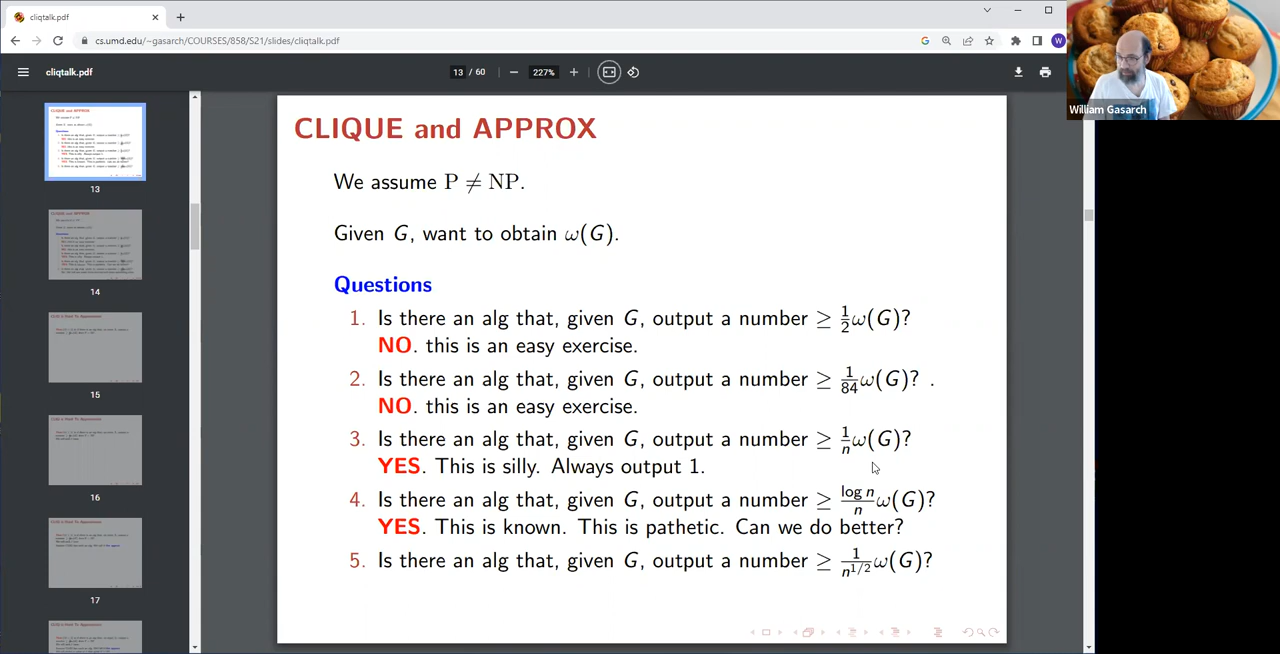 cliqtalk.pdf
cs.umd.edu/~gasarch/COURSES/858/S21/slides/cliqtalk.pdf
W
William Gasarch
cliqtalk.pdf
13 / 60
227%
13
14
15
16
17
CLIQUE and APPROX
We assume P ≠ NP.
Given G, want to obtain ω(G).
Questions
1. Is there an alg that, given G, output a number ≥ 1/2 ω(G)?
NO. this is an easy exercise.
2. Is there an alg that, given G, output a number ≥ 1/84 ω(G)? .
NO. this is an easy exercise.
3. Is there an alg that, given G, output a number ≥ 1/n ω(G)?
YES. This is silly. Always output 1.
4. Is there an alg that, given G, output a number ≥ log n/n ω(G)?
YES. This is known. This is pathetic. Can we do better?
5. Is there an alg that, given G, output a number ≥ 1/n^{1/2} ω(G)?